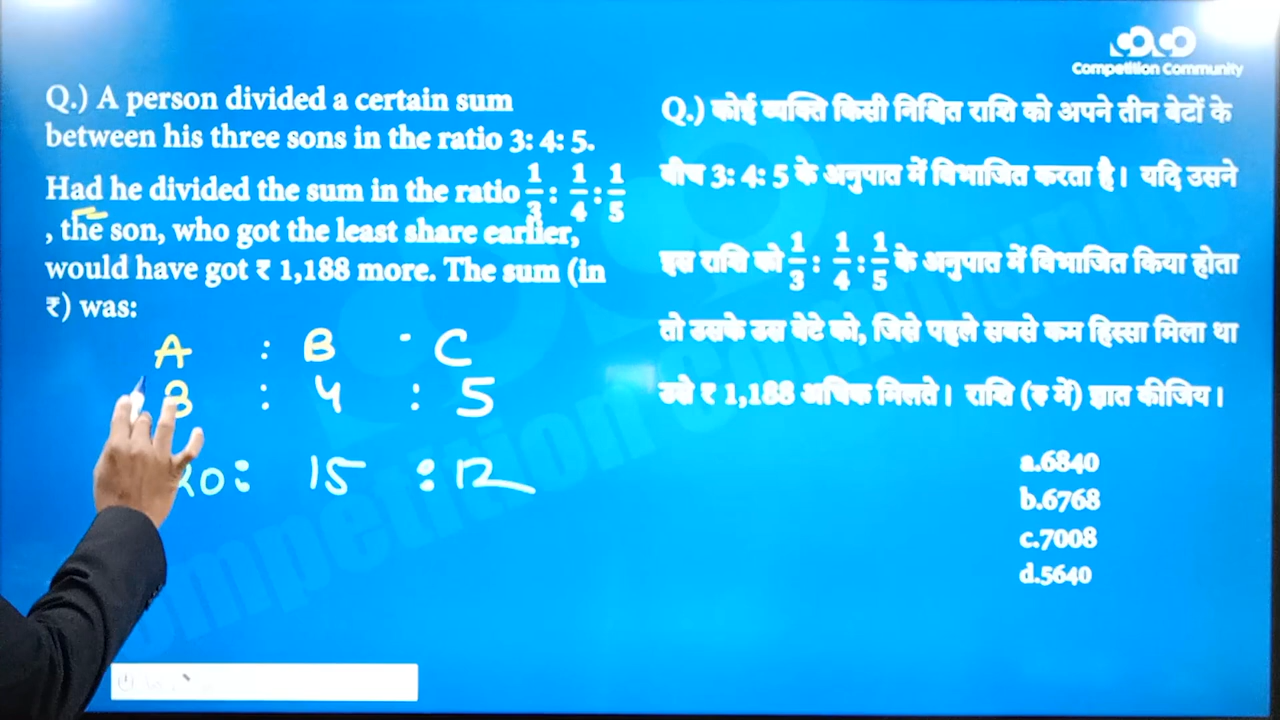 Competition Community
Q.) A person divided a certain sum
between his three sons in the ratio 3: 4: 5.
Had he divided the sum in the ratio 1/3 : 1/4 : 1/5
, the son, who got the least share earlier,
would have got ₹ 1,188 more. The sum (in
₹) was:
A : B : C
3 : 4 : 5
20 : 15 : 12
Q.) कोई व्यक्ति किसी निश्चित राशि को अपने तीन बेटों के
बीच 3: 4: 5 के अनुपात में विभाजित करता है। यदि उसने
इस राशि को 1/3 : 1/4 : 1/5 के अनुपात में विभाजित किया होता
तो उसके उस बेटे को, जिसे पहले सबसे कम हिस्सा मिला था
उसे ₹ 1,188 अधिक मिलते। राशि (रु में) ज्ञात कीजिय।
a.6840
b.6768
c.7008
d.5640